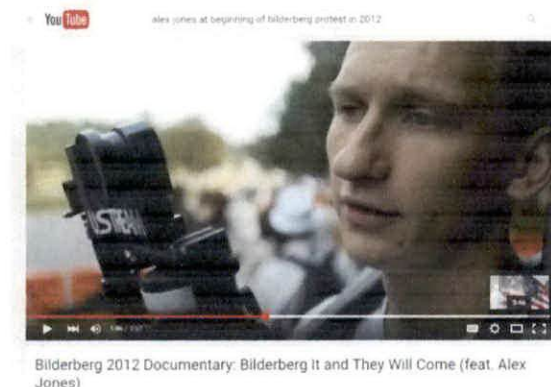 YouTube
alex jones at beginning of bilderberg protest in 2012
USTREAM
Bilderberg 2012 Documentary: Bilderberg It and They Will Come (feat. Alex
Jones)